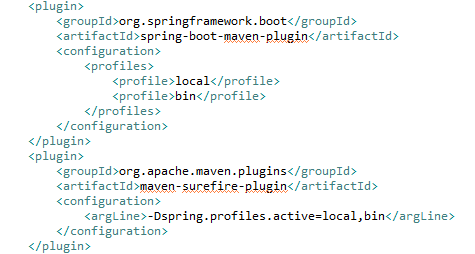 <plugin>
<groupId>org.springframework.boot</groupId>
<artifactId>spring-boot-maven-plugin</artifactId>
<configuration>
<profiles>
<profile>local</profile>
<profile>bin</profile>
</profiles>
</configuration>
</plugin>
<plugin>
<groupId>org.apache.maven.plugins</groupId>
<artifactId>maven-surefire-plugin</artifactId>
<configuration>
<argLine>-Dspring.profiles.active=local,bin</argLine>
</configuration>
</plugin>